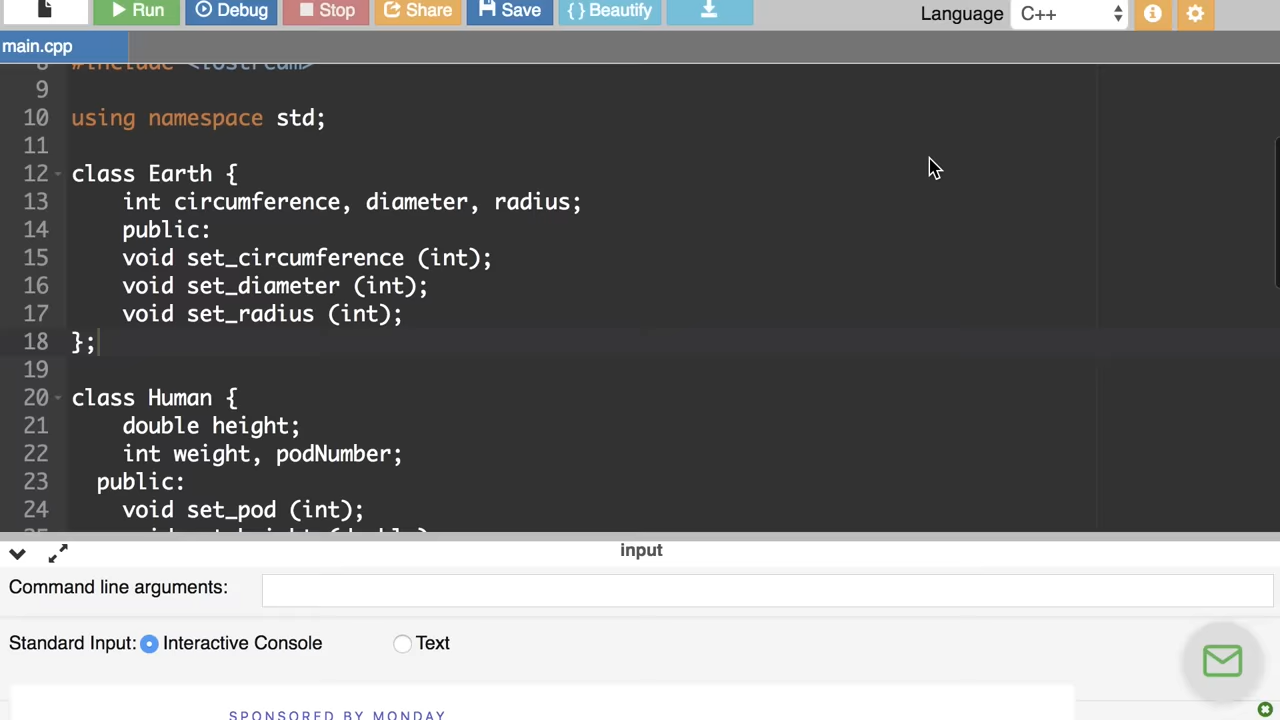 Run Debug Stop Share Save { } Beautify Language C++
main.cpp
8 #include <iostream>
9
10 using namespace std;
11
12 class Earth {
13 int circumference, diameter, radius;
14 public:
15 void set_circumference (int);
16 void set_diameter (int);
17 void set_radius (int);
18 };
19
20 class Human {
21 double height;
22 int weight, podNumber;
23 public:
24 void set_pod (int);
input
Command line arguments:
Standard Input: Interactive Console Text
SPONSORED BY MONDAY